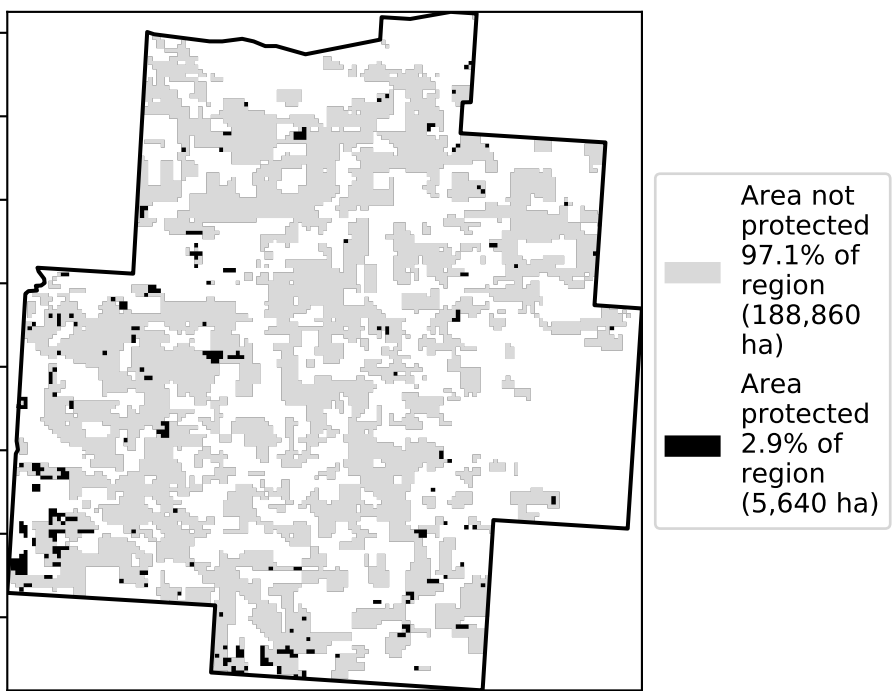 Area not
protected
97.1% of
region
(188,860
ha)
Area
protected
2.9% of
region
(5,640 ha)